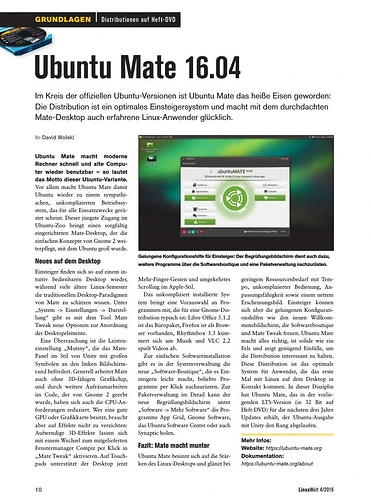 GRUNDLAGEN Distributionen auf Heft-DVD
Ubuntu Mate 16.04
Im Kreis der offiziellen Ubuntu-Versionen ist Ubuntu Mate das heiße Eisen geworden:
Die Distribution ist ein optimales Einsteigersystem und macht mit dem durchdachten
Mate-Desktop auch erfahrene Linux-Anwender glücklich.
David Wolski
Ubuntu Mate macht moderne
Rechner schnell und alte Compu-
ter wieder benutzbar – so lautet
das Motto dieser Ubuntu-Variante.
Vor allem macht Ubuntu Mate damit
Ubuntu wieder zu einem sympathi-
schen, unkomplizierten Betriebssys-
tem, das für alle Einsatzzwecke gerü-
stet scheint. Dieser jüngste Zugang im
Ubuntu-Zoo bringt einen sorgfältig
eingerichteten Mate-Desktop, der die
einfachen Konzepte von Gnome 2 wei-
terpflegt, mit dem Ubuntu groß wurde.
Neues auf dem Desktop
Einsteiger finden sich so auf einem in-
tuitiv bedienbaren Desktop wieder,
während viele ältere Linux-Semester
die traditionellen Desktop-Paradigmen
von Mate zu schätzen wissen. Unter
»System -> Einstellungen -> Darstell-
ung« gibt es mit dem Tool Mate
Tweak neue Optionen zur Anordnung
der Desktopelemente.
Eine Überraschung ist die Leisten-
einstellung „Mutiny“, die das Mate-
Panel im Stil von Unity mit großen
Symbolen an den linken Bildschirm-
rand befördert. Generell arbeitet Mate
auch ohne 3D-fähigen Grafikchip,
und durch weitere Aufräumarbeiten
im Code, der von Gnome 2 geerbt
wurde, haben sich auch die CPU-An-
forderungen reduziert. Wer eine gute
GPU oder Grafikkarte besitzt, braucht
aber auf Effekte nicht zu verzichten:
Aufwendige 3D-Effekte lassen sich
mit einem Wechsel zum mitgelieferten
Fenstermanager Compiz per Klick in
„Mate Tweak“ aktivieren. Auf Touch-
pads unterstützt der Desktop jetzt
ubuntuMATE
Gelungene Konfigurationshilfe für Einsteiger: Der Begrüßungsbildschirm dient auch dazu,
weitere Programme über die Softwareboutique und eine Paketverwaltung nachzurüsten.
Mehr-Finger-Gesten und umgekehrtes
Scrolling im Apple-Stil.
Das unkompliziert installierte Sys-
tem bringt eine Vorauswahl an Pro-
grammen mit, die für eine Gnome-Dis-
tribution typisch ist: Libre Office 5.1.2
ist das Büropaket, Firefox ist als Brow-
ser vorhanden, Rhythmbox 3.3 küm-
mert sich um Musik und VLC 2.2
spielt Videos ab.
Zur einfachen Softwareinstallation
gibt es in der Systemverwaltung die
neue „Software-Boutique“, die es Ein-
steigern leicht macht, beliebte Pro-
gramme per Klick nachzurüsten. Zur
Paketverwaltung im Detail kann der
neue Begrüßungsbildschirm unter
„Software -> Mehr Software“ die Pro-
gramme App Grid, Gnome Software,
das Ubuntu Software Center oder auch
Synaptic holen.
Fazit: Mate macht munter
Ubuntu Mate besinnt sich auf die Stär-
ken des Linux-Desktops und glänzt bei
geringem Ressourcenbedarf mit Tem-
po, unkomplizierter Bedienung, An-
passungsfähigkeit sowie einem netten
Erscheinungsbild. Einsteiger können
sich über die gelungenen Konfigurati-
onshilfen wie den neuen Willkom-
mensbildschirm, die Softwareboutique
und Mate Tweak freuen. Ubuntu Mate
macht alles richtig, ist solide wie ein
Fels und zeigt genügend Einfälle, um
die Distribution interessant zu halten.
Diese Distribution ist das optimale
System für Anwender, die das erste
Mal mit Linux auf dem Desktop in
Kontakt kommen. In dieser Disziplin
hat Ubuntu Mate, das in der vorlie-
genden LTS-Version (in 32 Bit auf
Heft-DVD) für die nächsten drei Jahre
Updates erhält, der Ubuntu-Ausgabe
mit Unity den Rang abgelaufen.
Mehr Infos:
Website: https://ubuntu-mate.org
Dokumentation:
https://ubuntu-mate.org/about
10
LinuxWelt 4/2016